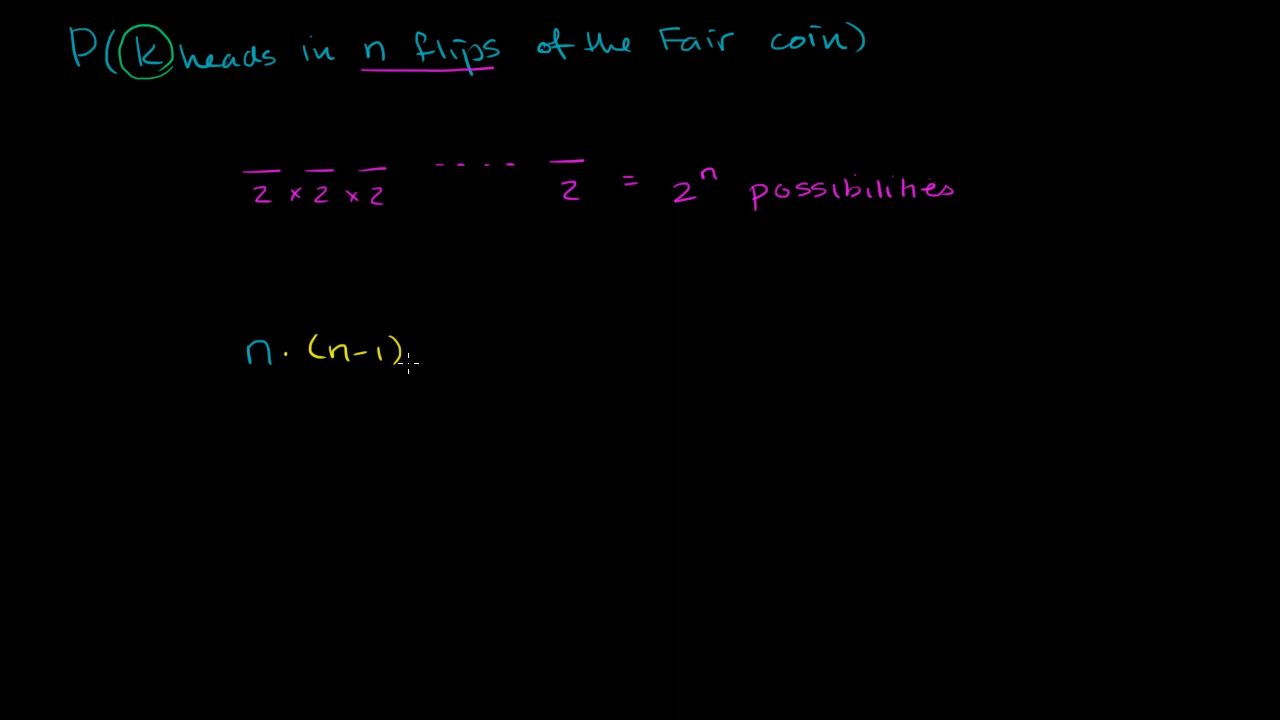 P(k heads in n flips of the Fair coin)
2 × 2 × 2 .... 2 = 2^n possibilities
n · (n-1)